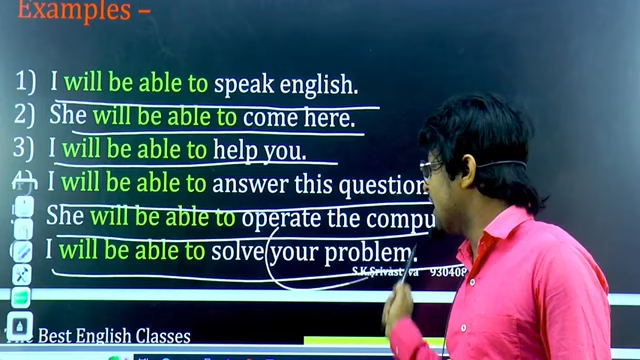 Examples –
1) I will be able to speak english.
2) She will be able to come here.
3) I will be able to help you.
I will be able to answer this question
She will be able to operate the compu
I will be able to solve your problem.
S.K.Srivastva 930408
The Best English Classes